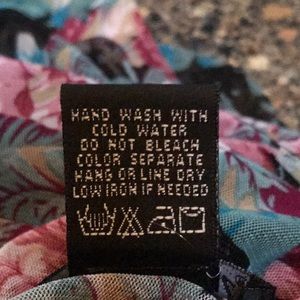 HAND WASH WITH
COLD WATER
DO NOT BLEACH
COLOR SEPARATE
HANG OR LINE DRY
LOW IRON IF NEEDED